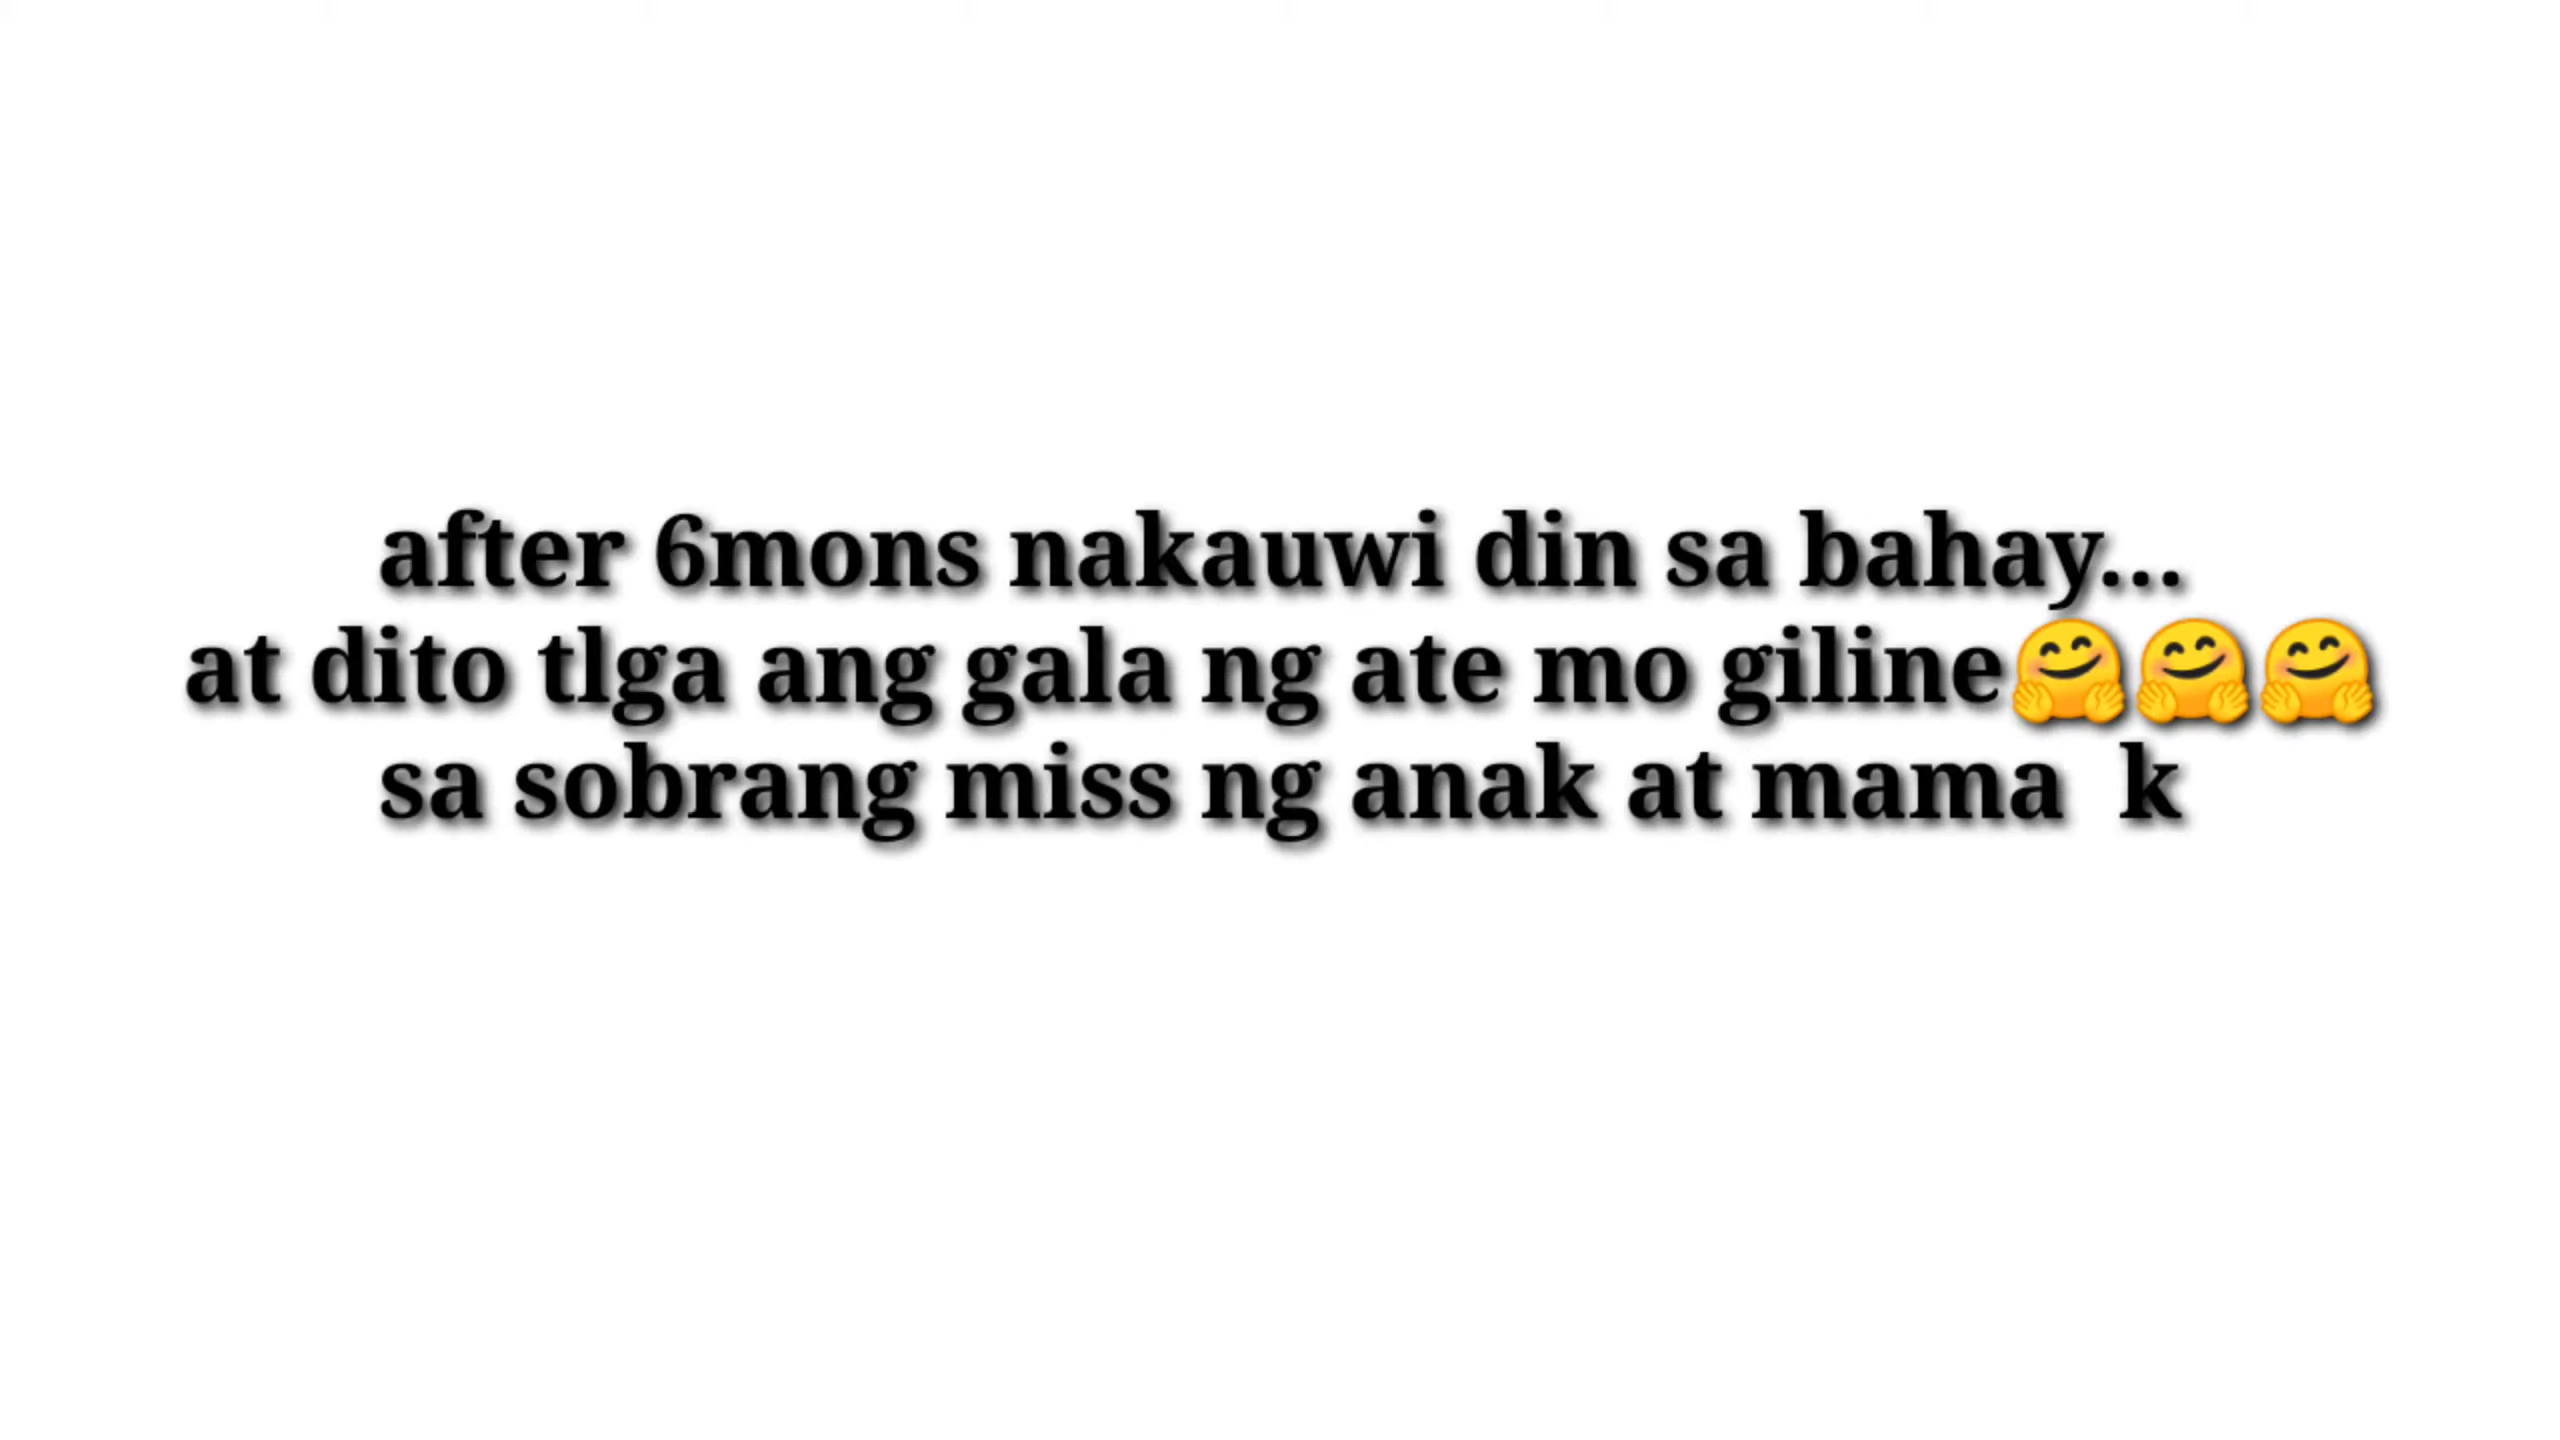 after 6mons nakauwi din sa bahay...
at dito tlga ang gala ng ate mo giline🤗🤗🤗
sa sobrang miss ng anak at mama  k